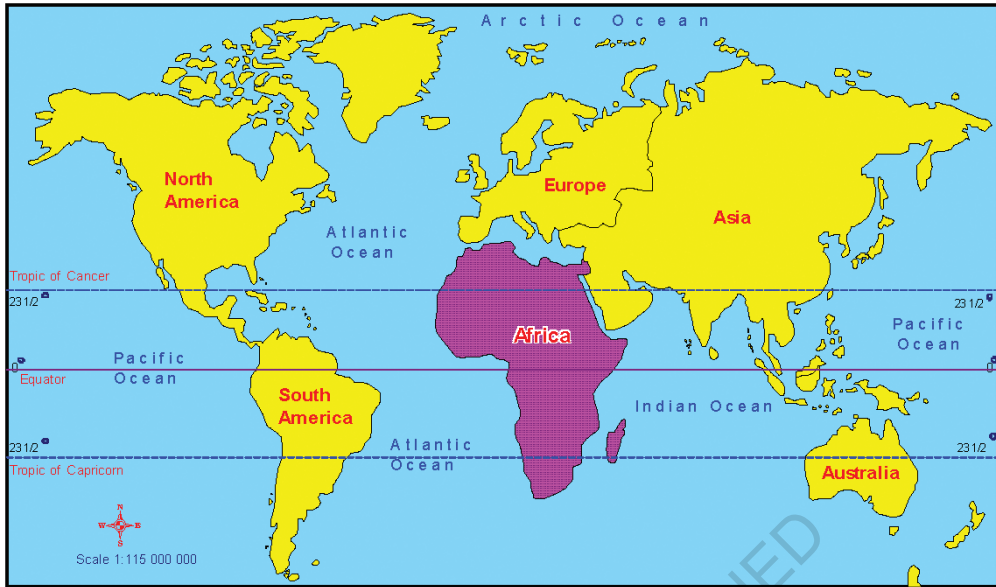 Arctic Ocean
North
America
Europe
Asia
Atlantic
Ocean
Tropic of Cancer
23 1/2
23 1/2
Africa
Pacific
Ocean
Pacific
Ocean
0
Equator
0
South
America
Indian Ocean
Atlantic
Ocean
23 1/2
23 1/2
Tropic of Capricorn
Australia
N
W
E
S
Scale 1:115 000 000